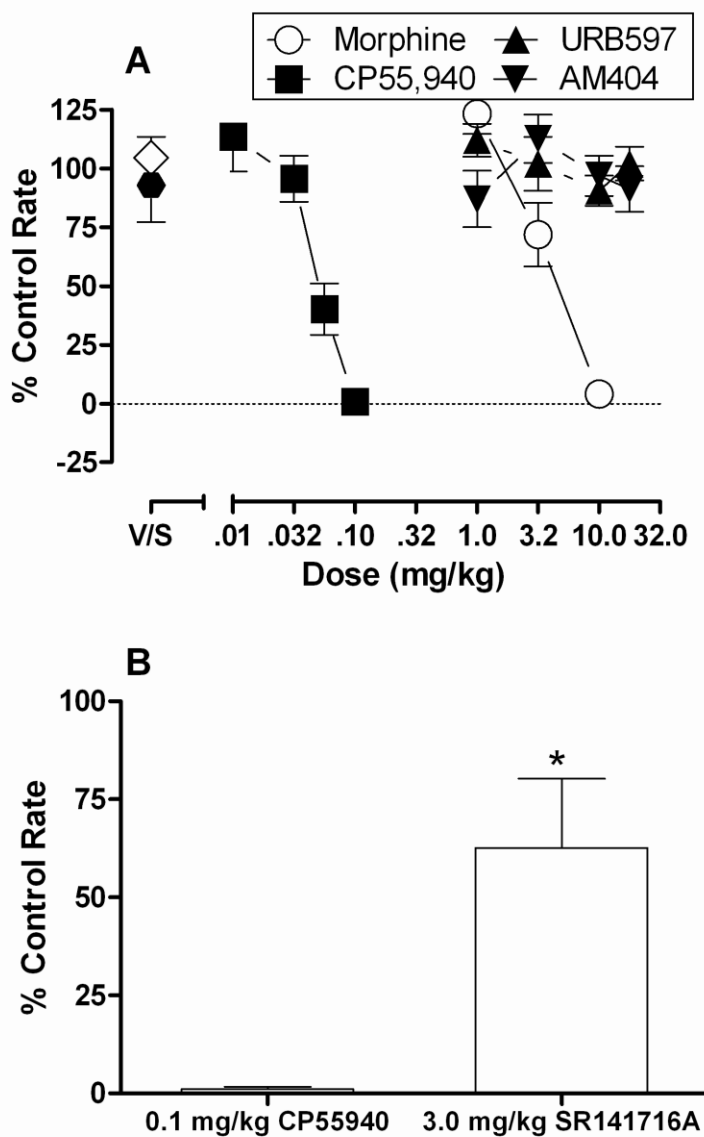 Morphine URB597
CP55,940 AM404
A
125
100
75
50
25
0
-25
% Control Rate
V/S .01 .032 .10 .32 1.0 3.2 10.0 32.0
Dose (mg/kg)
B
100
75
50
25
0
% Control Rate
*
0.1 mg/kg CP55940 3.0 mg/kg SR141716A